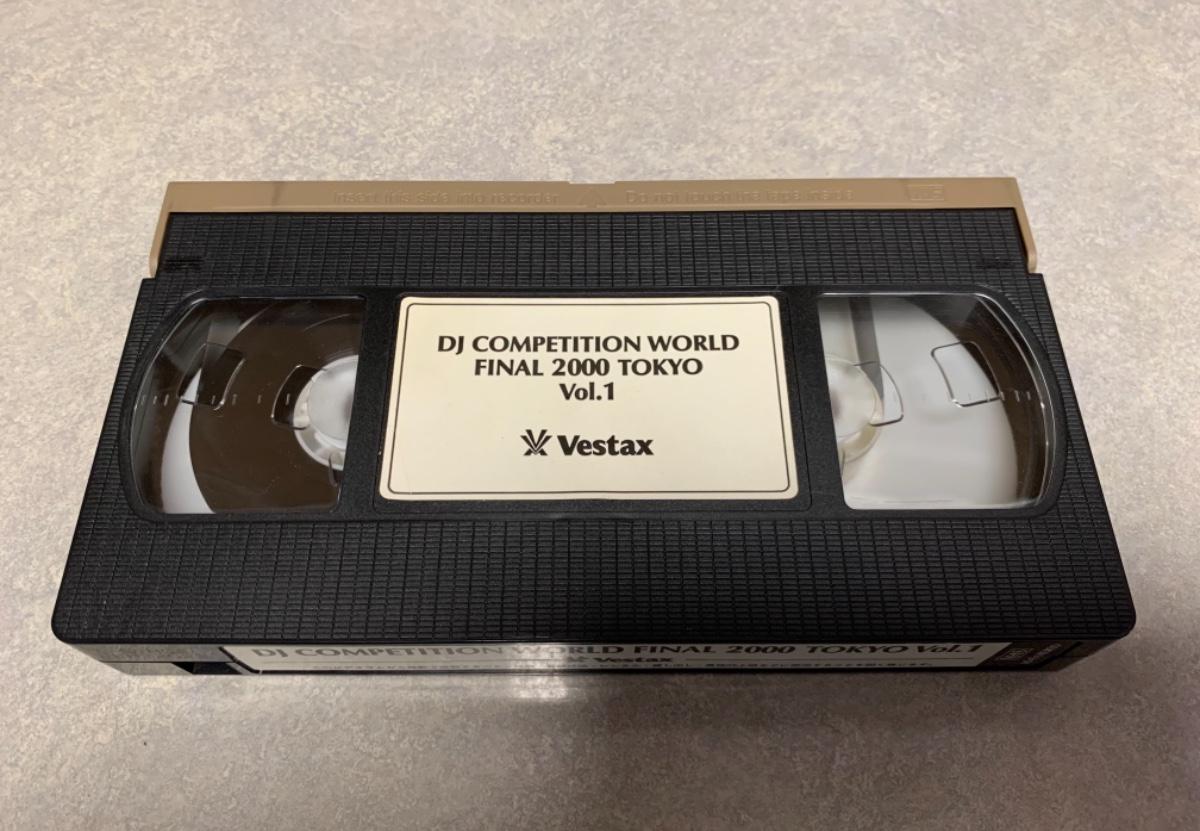 Insert this side into recorder
Do not touch the tape inside
DJ COMPETITION WORLD
FINAL 2000 TOKYO
Vol.1
Vestax
DJ COMPETITION WORLD FINAL 2000 TOKYO Vol.1
Vestax